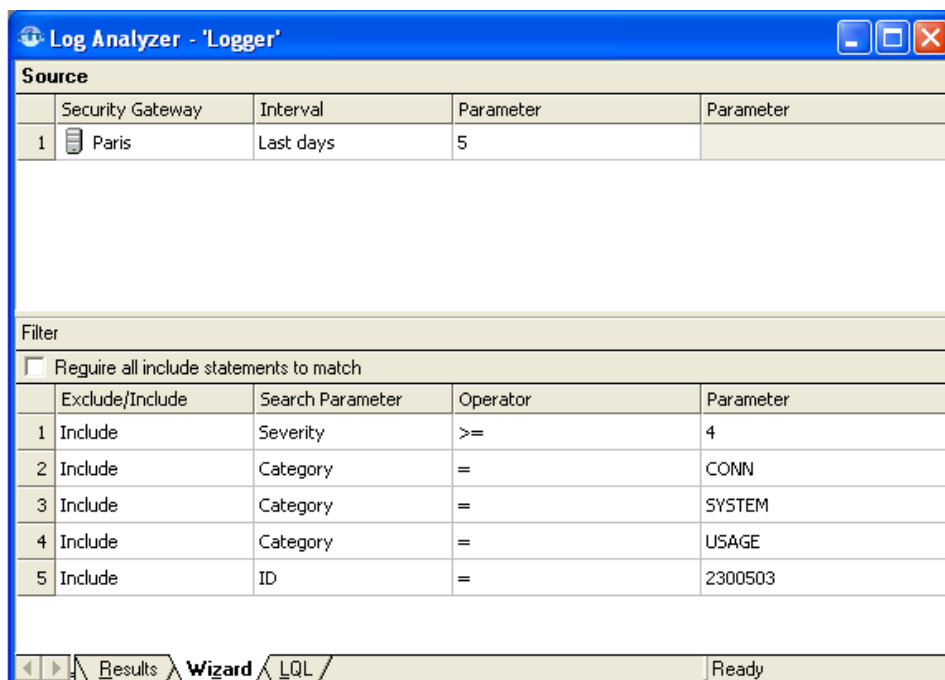 Log Analyzer - 'Logger'
Source
Security Gateway Interval Parameter Parameter
1 Paris Last days 5
Filter
Require all include statements to match
Exclude/Include Search Parameter Operator Parameter
1 Include Severity >= 4
2 Include Category = CONN
3 Include Category = SYSTEM
4 Include Category = USAGE
5 Include ID = 2300503
Results Wizard LQL Ready